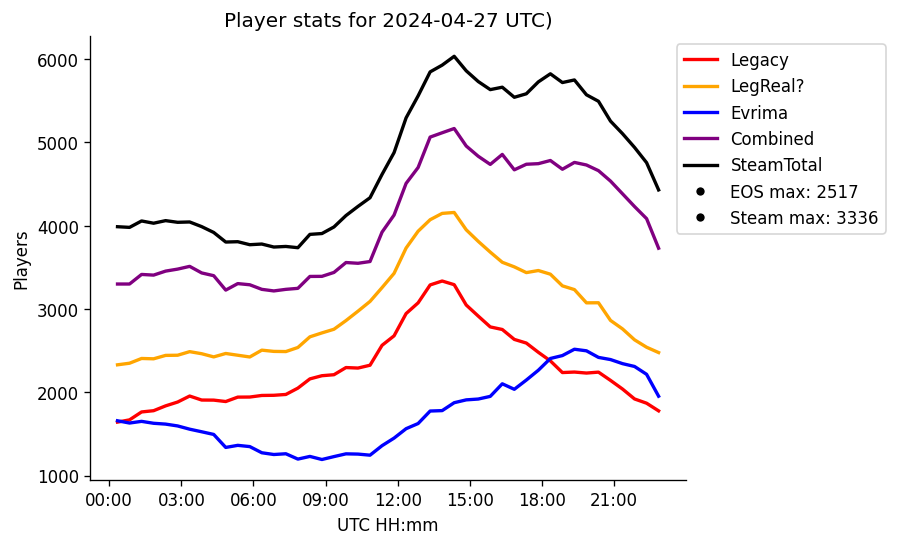 Player stats for 2024-04-27 UTC)
6000
5000
4000
3000
2000
1000
Players
00:00 03:00 06:00 09:00 12:00 15:00 18:00 21:00
UTC HH:mm
Legacy
LegReal?
Evrima
Combined
SteamTotal
EOS max: 2517
Steam max: 3336